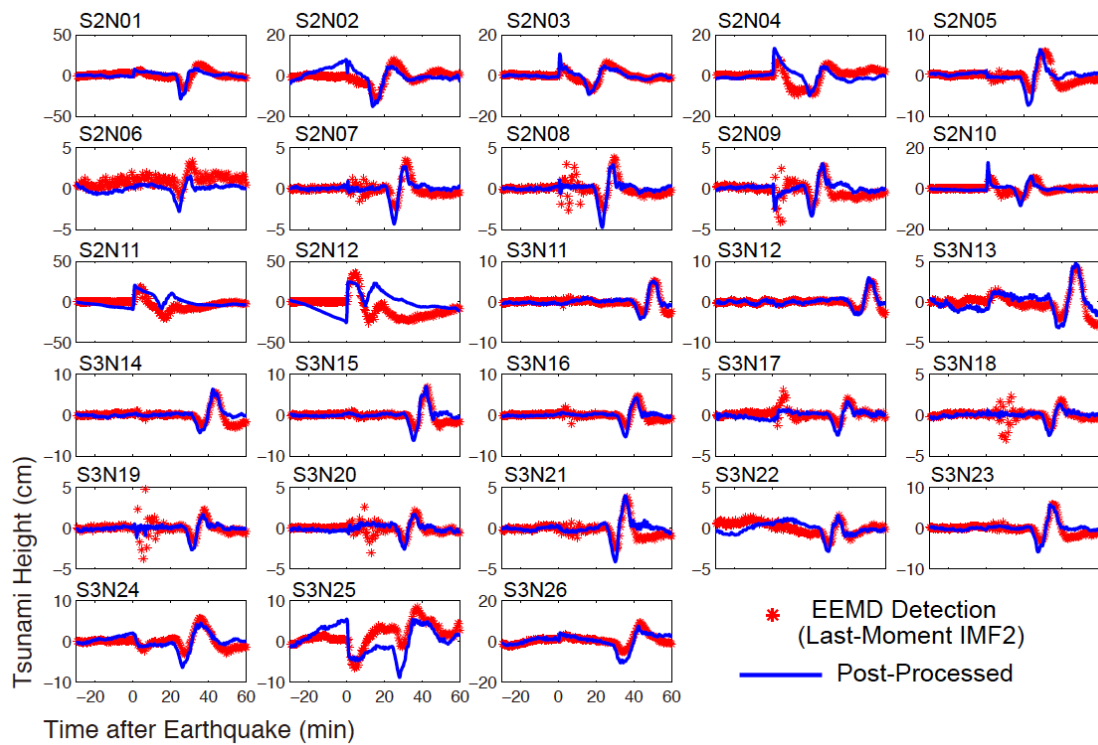 S2N01 S2N02 S2N03 S2N04 S2N05
50 20 20 20 10
0 0 0 0 0
−50 −20 −20 −20 −10
S2N06 S2N07 S2N08 S2N09 S2N10
5 5 5 5 20
0 0 0 0 0
−5 −5 −5 −5 −20
S2N11 S2N12 S3N11 S3N12 S3N13
50 50 10 10 5
0 0 0 0 0
−50 −50 −10 −10 −5
S3N14 S3N15 S3N16 S3N17 S3N18
10 10 10 5 5
0 0 0 0 0
−10 −10 −10 −5 −5
S3N19 S3N20 S3N21 S3N22 S3N23
5 5 5 5 10
0 0 0 0 0
−5 −5 −5 −5 −10
S3N24 S3N25 S3N26
10 10 20
0 0 0
−10 −10 −20
−20 0 20 40 60 −20 0 20 40 60 −20 0 20 40 60
Tsunami Height (cm)
Time after Earthquake (min)
EEMD Detection
(Last-Moment IMF2)
Post-Processed